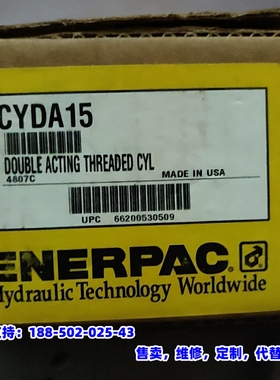 CYDA15
DOUBLE ACTING THREADED CYL
4807C
MADE IN USA
UPC 66200530509
ENERPAC
Hydraulic Technology Worldwide
支持：188-502-025-43
售卖，维修，定制，代替